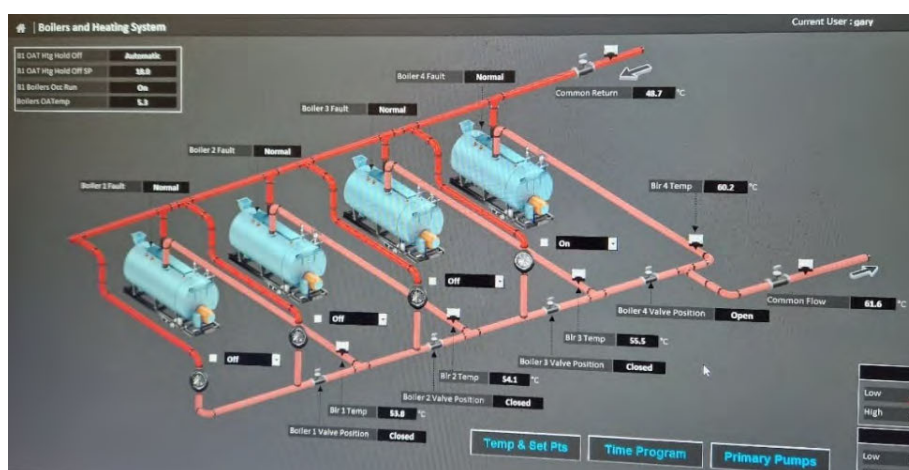 Boilers and Heating System
Current User : gary
B1 OAT Htg Hold Off Automatic
B1 OAT Htg Hold Off SP 18.0
B1 Boilers Occ Run On
Boilers OATemp 5.3
Boiler 4 Fault Normal
Common Return 48.7 °C
Boiler 3 Fault Normal
Boiler 2 Fault Normal
Boiler 1 Fault Normal
Blr 4 Temp 60.2 °C
On
Off
Off
Off
Common Flow 61.6 °C
Boiler 4 Valve Position Open
Blr 3 Temp 55.5 °C
Boiler 3 Valve Position Closed
Blr 2 Temp 54.1 °C
Boiler 2 Valve Position Closed
Blr 1 Temp 53.8 °C
Boiler 1 Valve Position Closed
Low
High
Low
Temp & Set Pts
Time Program
Primary Pumps